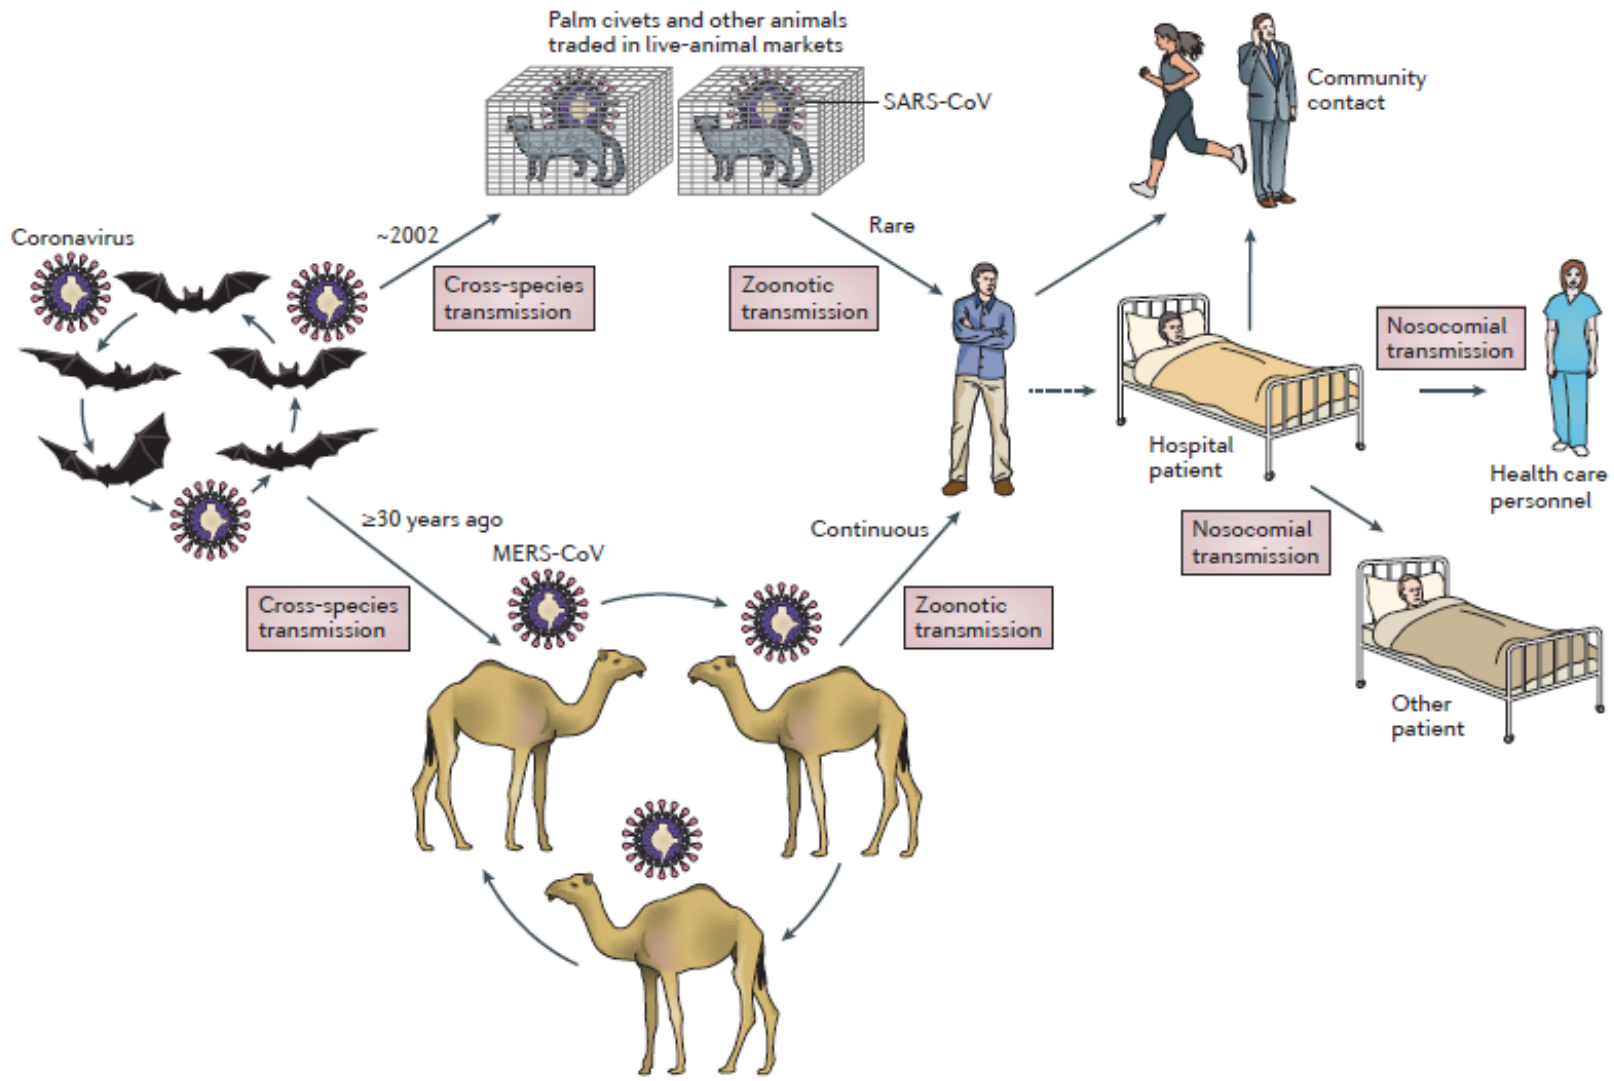 Palm civets and other animals
traded in live-animal markets
SARS-CoV
Community
contact
Coronavirus
~2002
Rare
Cross-species
transmission
Zoonotic
transmission
Nosocomial
transmission
Hospital
patient
Health care
personnel
≥30 years ago
Continuous
Nosocomial
transmission
MERS-CoV
Cross-species
transmission
Zoonotic
transmission
Other
patient